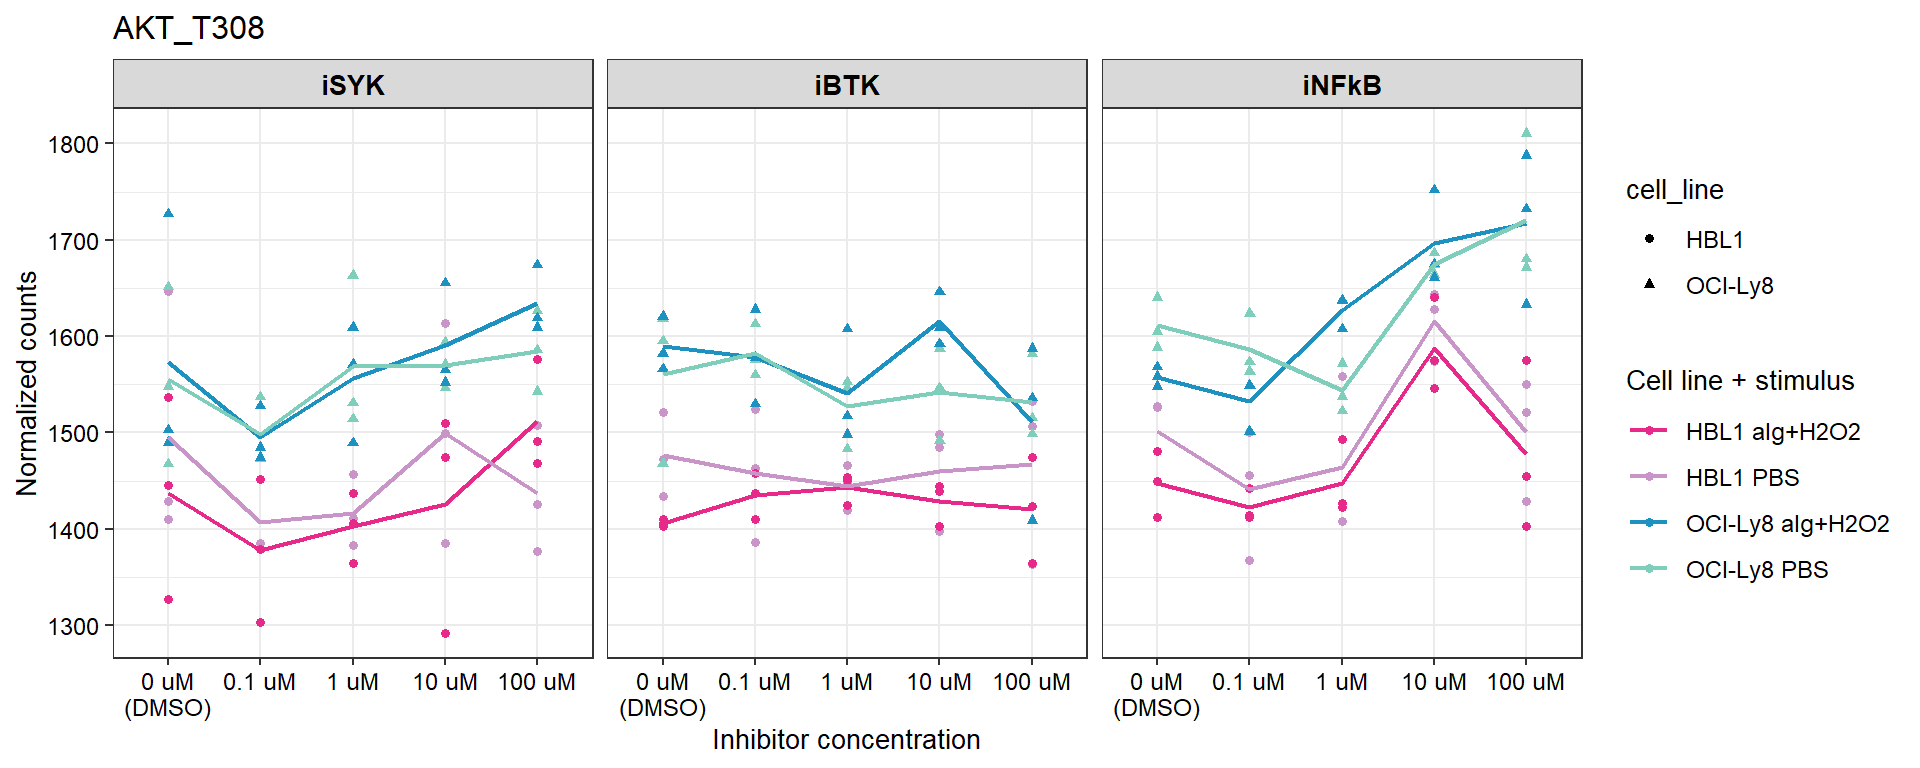 AKT_T308
iSYK
iBTK
iNFkB
Normalized counts
1800
1700
1600
1500
1400
1300
0 uM
(DMSO)
0.1 uM
1 uM
10 uM
100 uM
0 uM
(DMSO)
0.1 uM
1 uM
10 uM
100 uM
0 uM
(DMSO)
0.1 uM
1 uM
10 uM
100 uM
Inhibitor concentration
cell_line
HBL1
OCI-Ly8
Cell line + stimulus
HBL1 aIg+H2O2
HBL1 PBS
OCI-Ly8 aIg+H2O2
OCI-Ly8 PBS